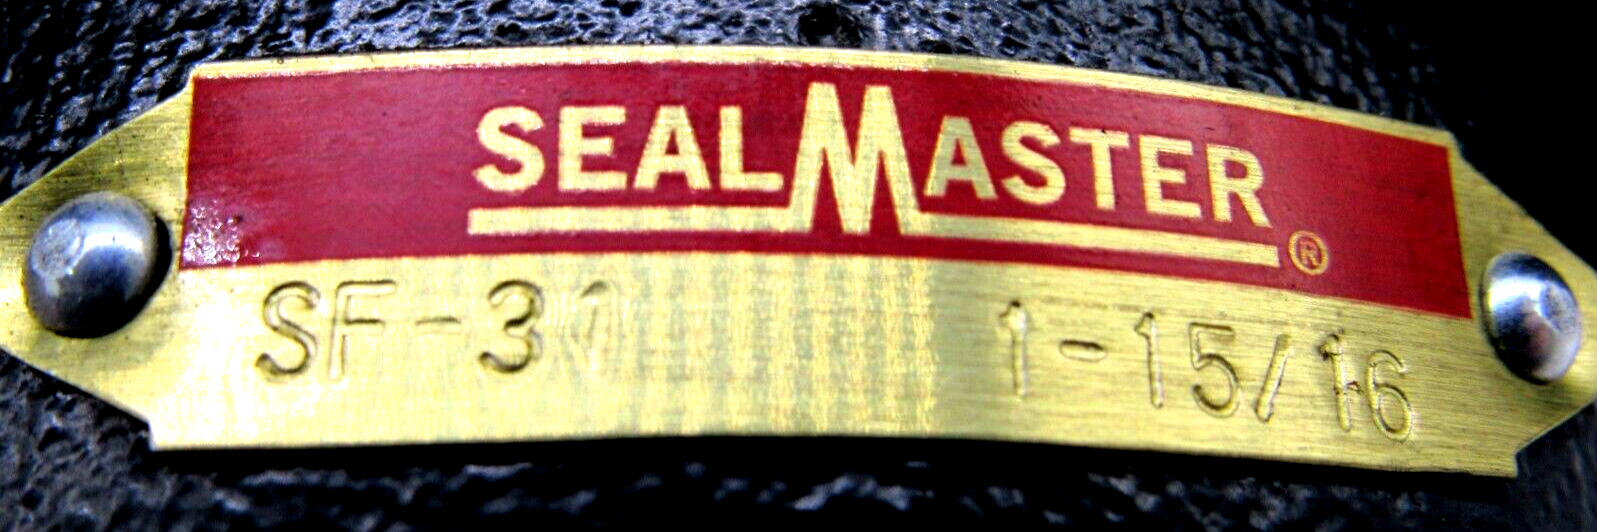 SEALMASTER ®
SF-31 1-15/16